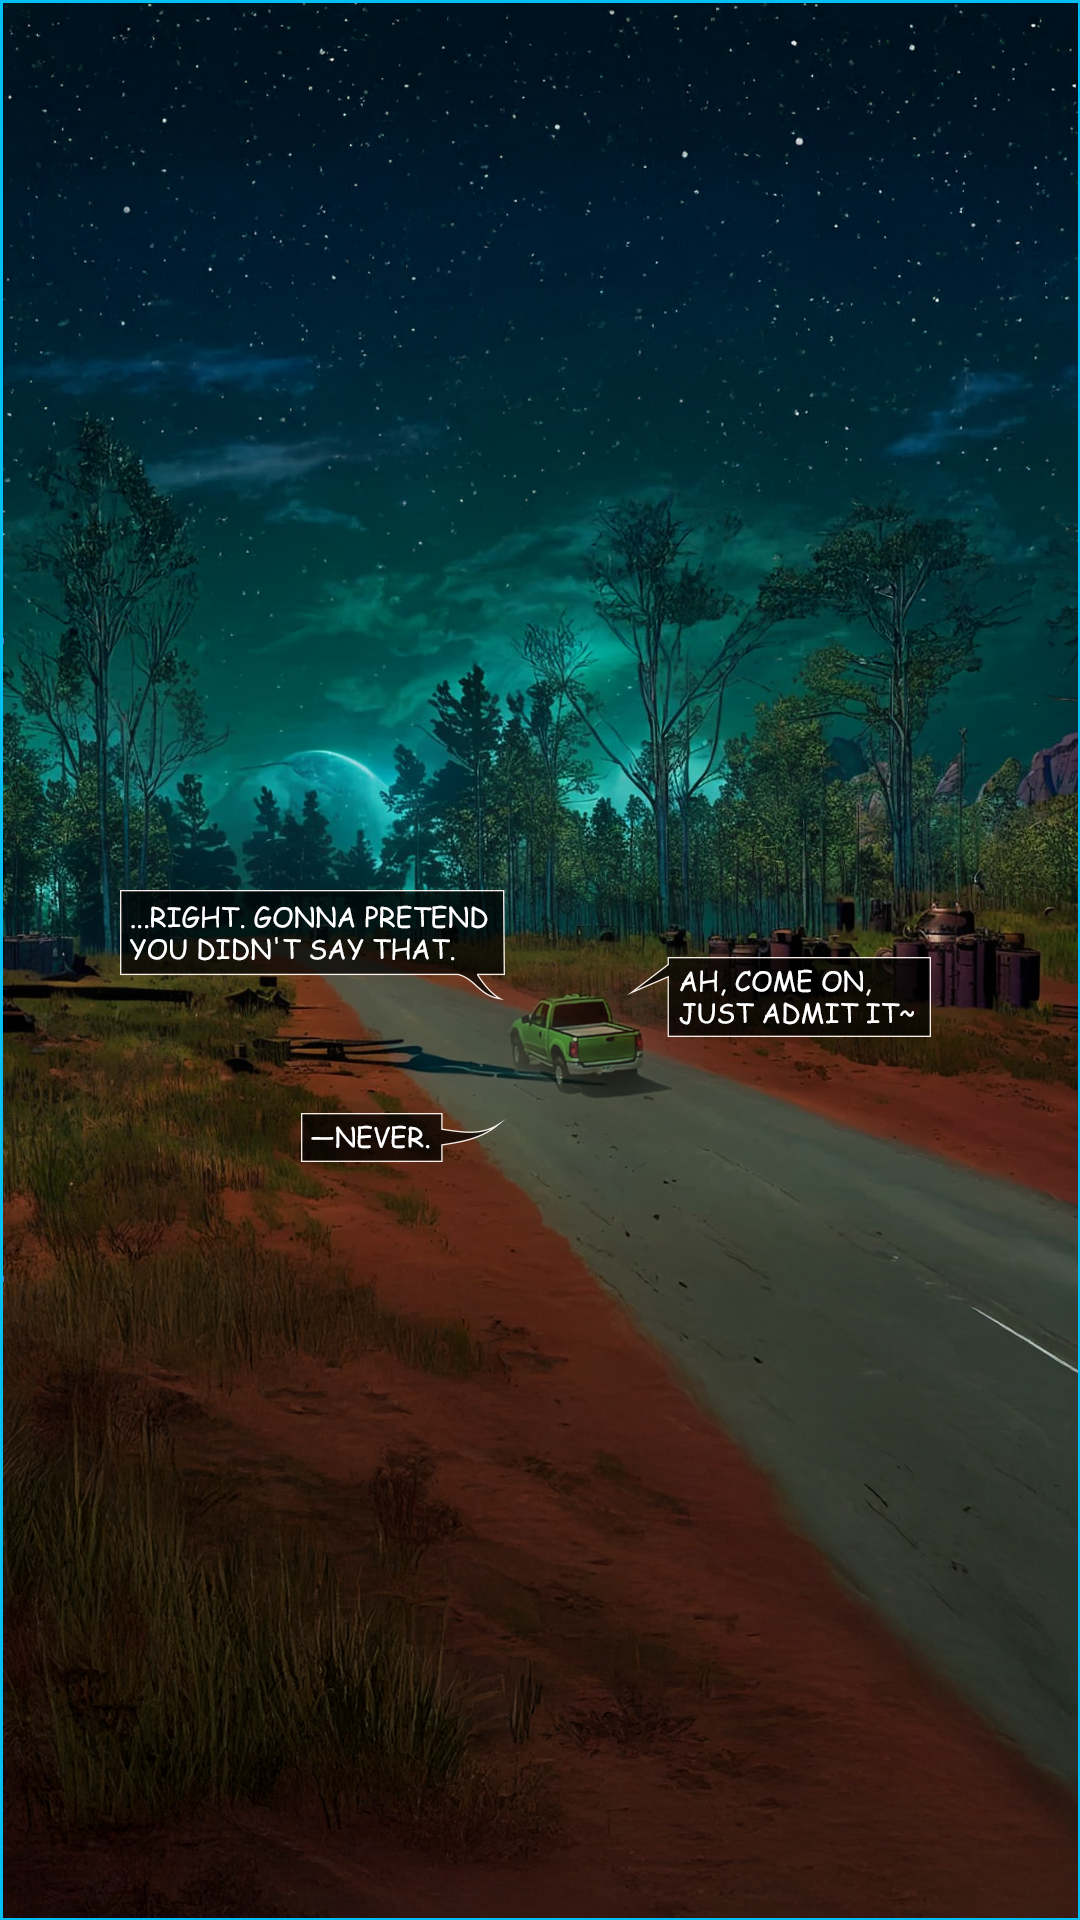 ...RIGHT. GONNA PRETEND
YOU DIDN'T SAY THAT.
AH, COME ON,
JUST ADMIT IT~
—NEVER.